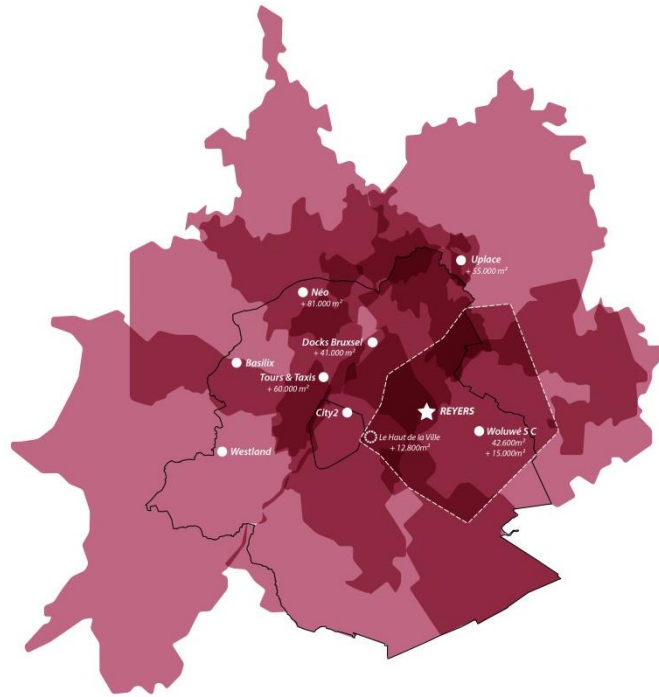 Uplace
+ 55.000 m²
Néo
+ 81.000 m²
Docks Bruxsel
+ 41.000 m²
Basilix
Tours & Taxis
+ 60.000 m²
City2
REYERS
Le Haut de la Ville
+ 12.800m²
Woluwé S C
42.600m²
+ 15.000m²
Westland